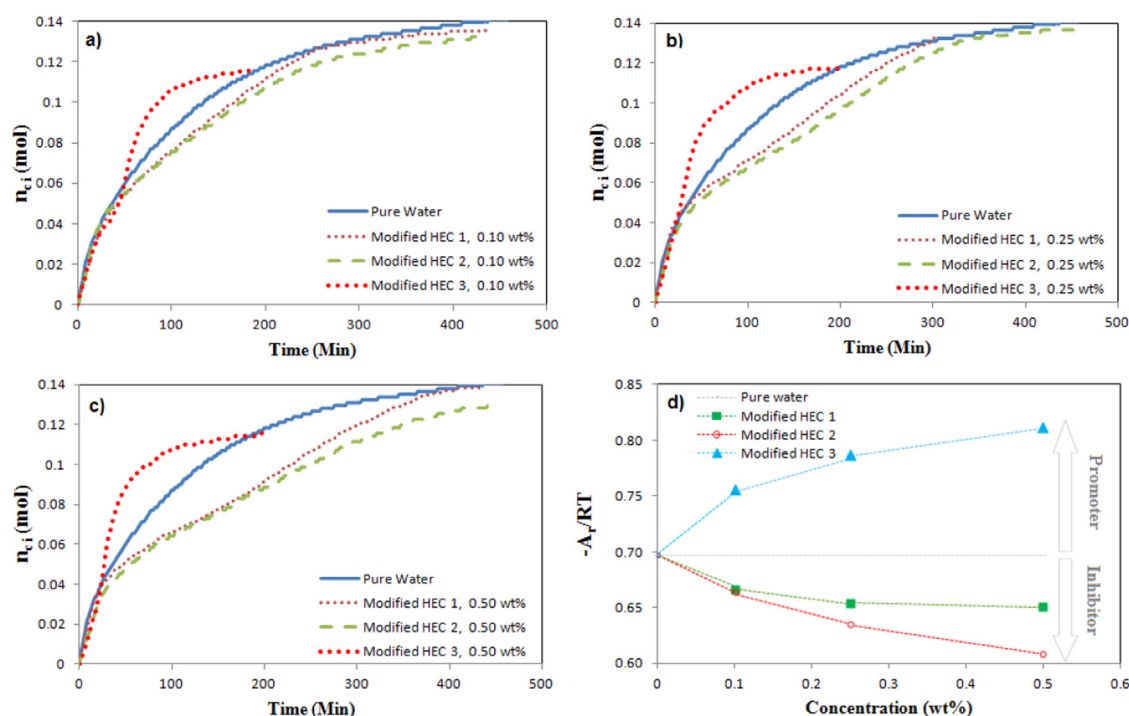 a)
0.14
0.12
0.1
0.08
0.06
0.04
0.02
0
n_ci (mol)
Pure Water
Modified HEC 1, 0.10 wt%
Modified HEC 2, 0.10 wt%
Modified HEC 3, 0.10 wt%
0 100 200 300 400 500
Time (Min)
b)
0.14
0.12
0.1
0.08
0.06
0.04
0.02
0
n_ci (mol)
Pure Water
Modified HEC 1, 0.25 wt%
Modified HEC 2, 0.25 wt%
Modified HEC 3, 0.25 wt%
0 100 200 300 400 500
Time (Min)
c)
0.14
0.12
0.1
0.08
0.06
0.04
0.02
0
n_ci (mol)
Pure Water
Modified HEC 1, 0.50 wt%
Modified HEC 2, 0.50 wt%
Modified HEC 3, 0.50 wt%
0 100 200 300 400 500
Time (Min)
d)
0.85
0.80
0.75
0.70
0.65
0.60
-A_r/RT
Pure water
Modified HEC 1
Modified HEC 2
Modified HEC 3
Promoter
Inhibitor
0 0.1 0.2 0.3 0.4 0.5 0.6
Concentration (wt%)